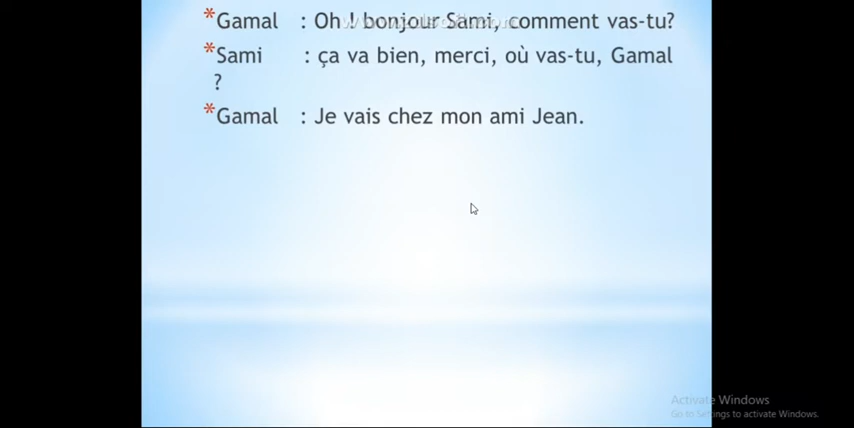 *Gamal : Oh ! bonjour Sami, comment vas-tu?
*Sami : ça va bien, merci, où vas-tu, Gamal
?
*Gamal : Je vais chez mon ami Jean.
Activate Windows
Go to Settings to activate Windows.